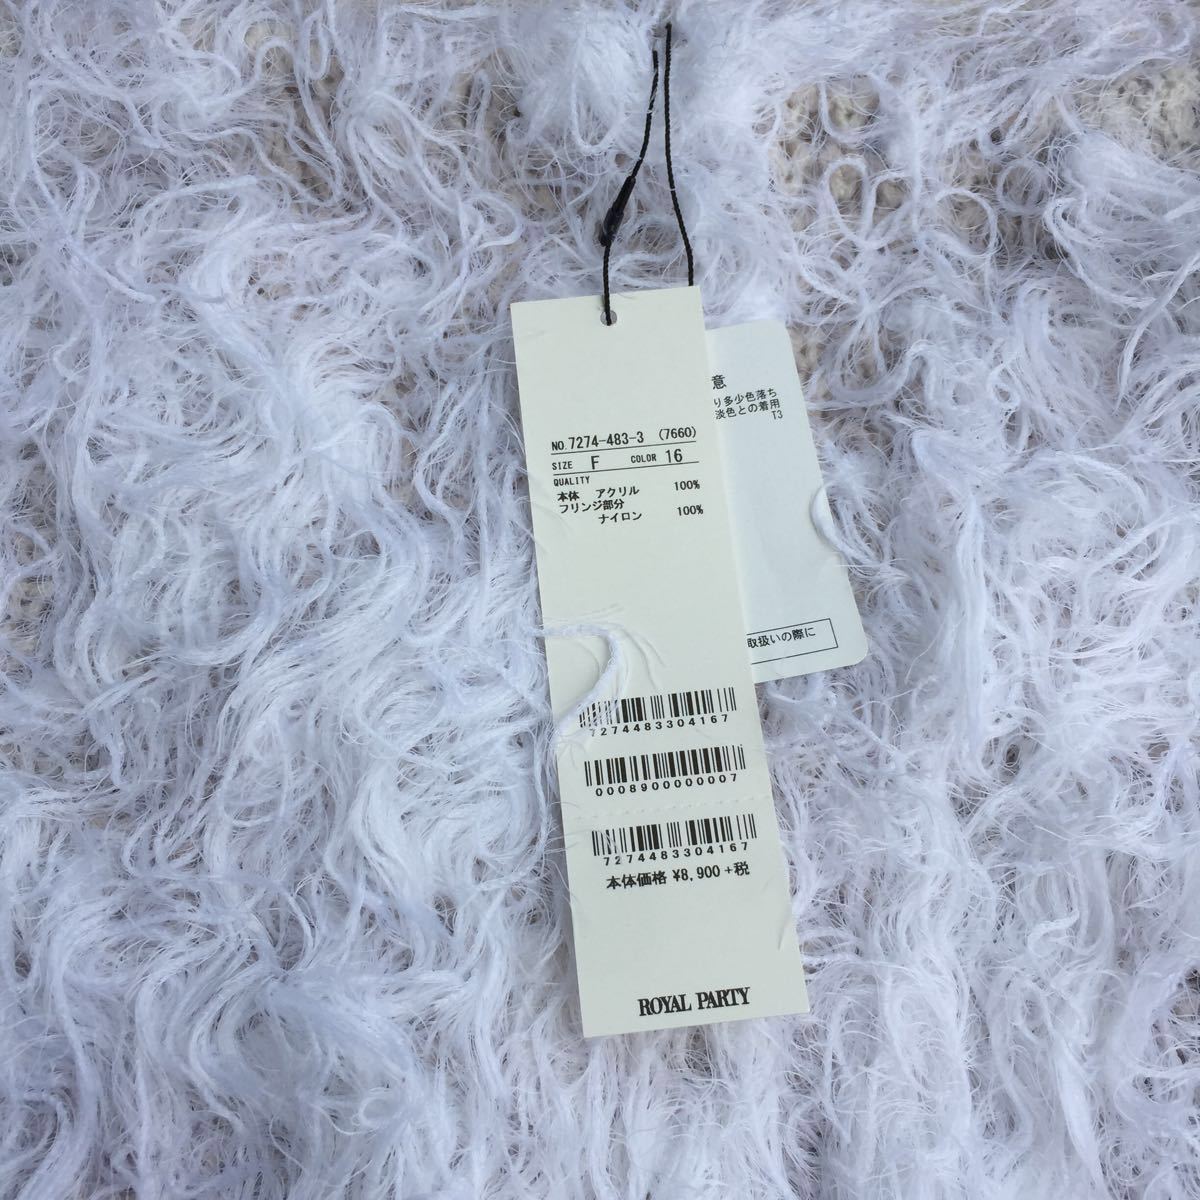 NO. 7274-483-3 (7660)
SIZE F COLOR 16
QUALITY
本体 アクリル 100%
フリンジ部分
ナイロン 100%
7274483304167
0008900000007
7274483304167
本体価格 ¥8,900+税
ROYAL PARTY
意
り多少色落ち
淡色との着用
T3
取扱いの際に